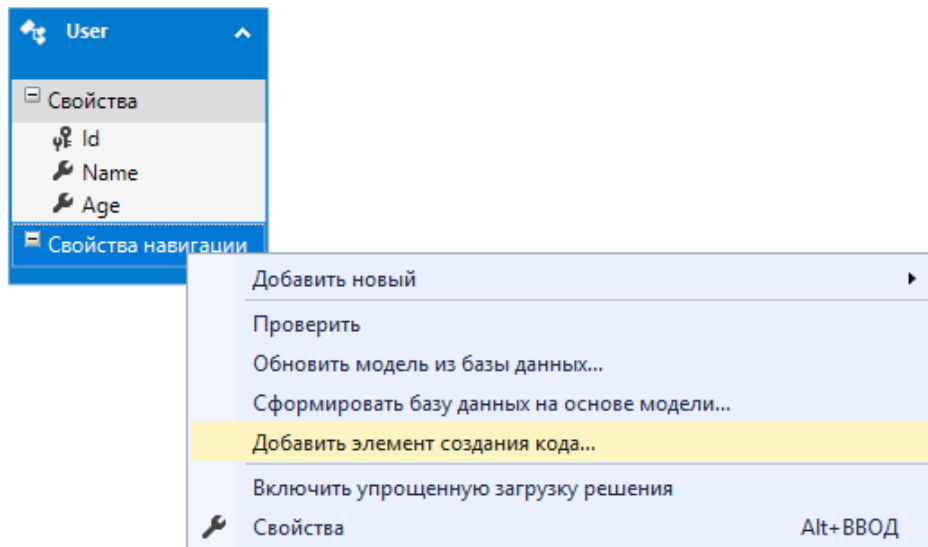 User
Свойства
Id
Name
Age
Свойства навигации
Добавить новый
Проверить
Обновить модель из базы данных...
Сформировать базу данных на основе модели...
Добавить элемент создания кода...
Включить упрощенную загрузку решения
Свойства Alt+ВВОД